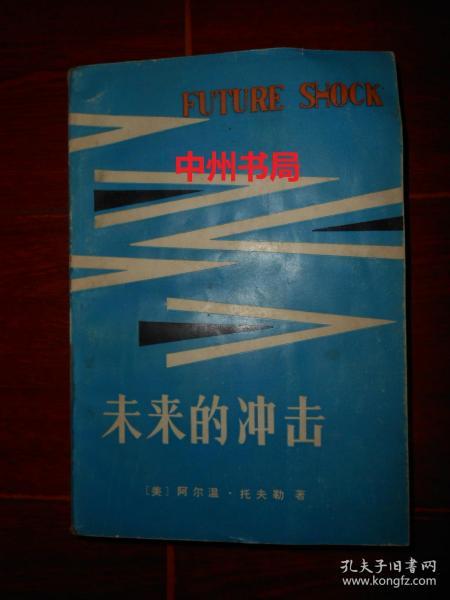 FUTURE SHOCK
中州书局
未来的冲击
〔美〕阿尔温·托夫勒 著
孔夫子旧书网
www.kongfz.com